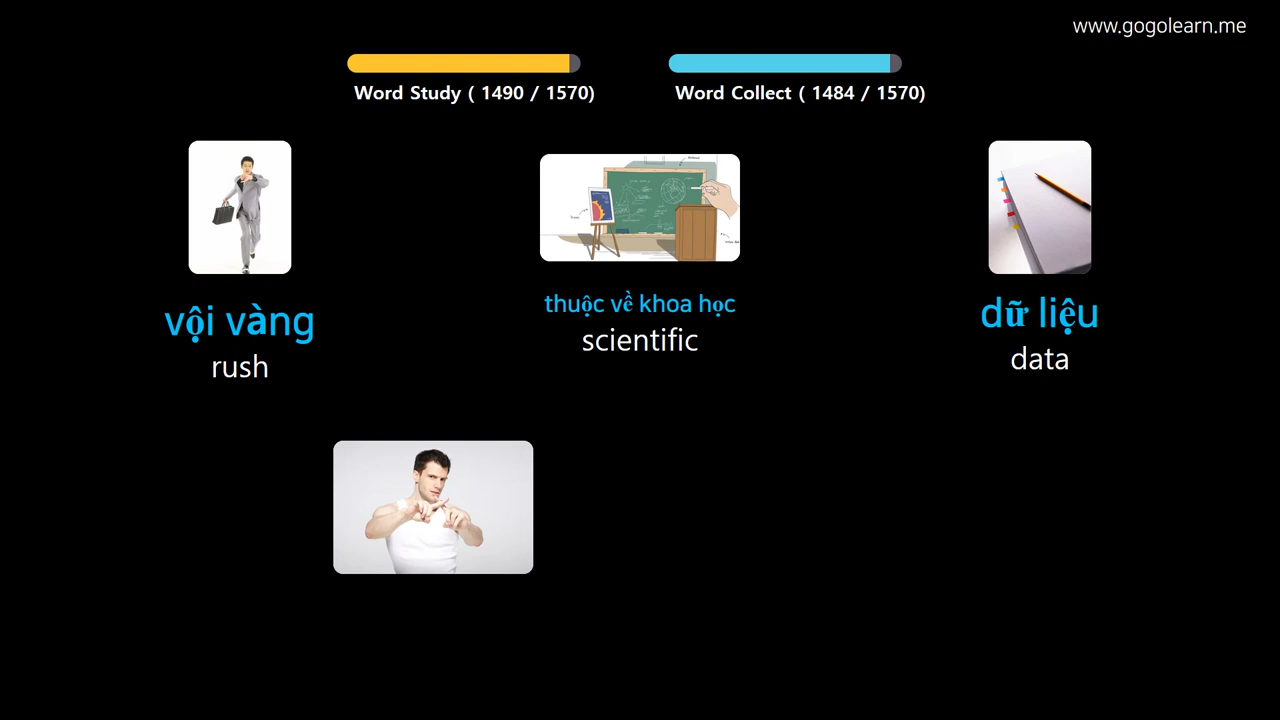 www.gogolearn.me
Word Study ( 1490 / 1570)
Word Collect ( 1484 / 1570)
vội vàng
rush
thuộc về khoa học
scientific
dữ liệu
data